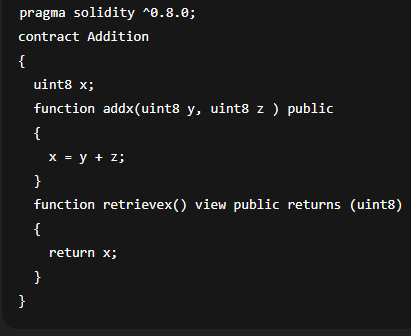 pragma solidity ^0.8.0;
contract Addition
{
uint8 x;
function addx(uint8 y, uint8 z ) public
{
x = y + z;
}
function retrievex() view public returns (uint8)
{
return x;
}
}